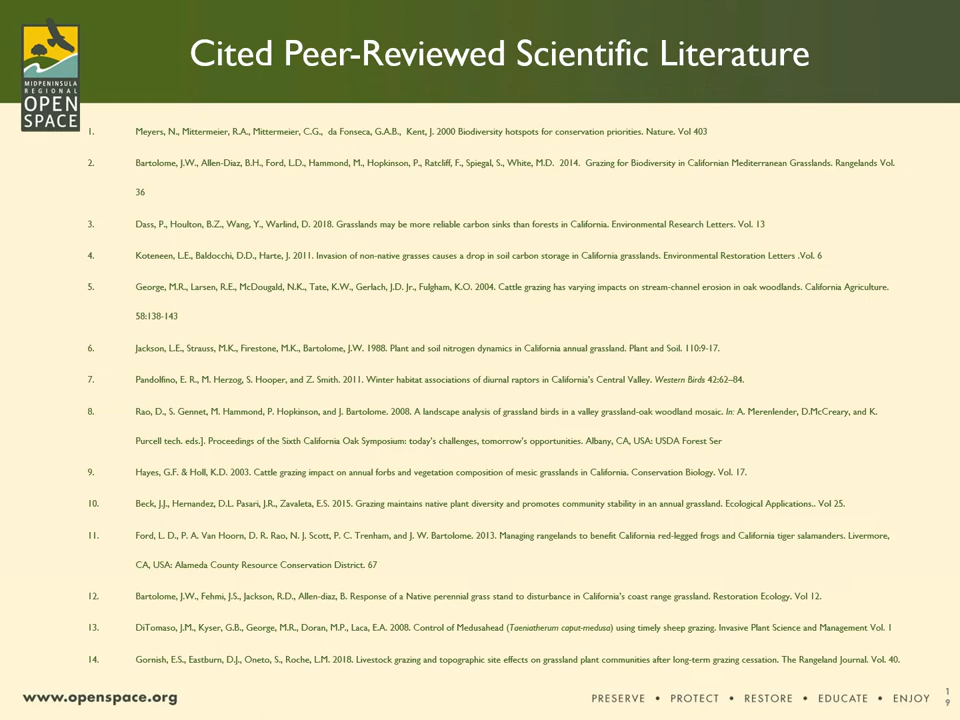 Cited Peer-Reviewed Scientific Literature
MIDPENINSULA
REGIONAL
OPEN
SPACE
1. Meyers, N., Mittermeier, R.A., Mittermeier, C.G., da Fonseca, G.A.B., Kent, J. 2000 Biodiversity hotspots for conservation priorities. Nature. Vol 403
2. Bartolome, J.W., Allen-Diaz, B.H., Ford, L.D., Hammond, M., Hopkinson, P., Ratcliff, F., Spiegal, S., White, M.D. 2014. Grazing for Biodiversity in Californian Mediterranean Grasslands. Rangelands Vol.
36
3. Dass, P., Houlton, B.Z., Wang, Y., Warlind, D. 2018. Grasslands may be more reliable carbon sinks than forests in California. Environmental Research Letters. Vol. 13
4. Koteneen, L.E., Baldocchi, D.D., Harte, J. 2011. Invasion of non-native grasses causes a drop in soil carbon storage in California grasslands. Environmental Restoration Letters .Vol. 6
5. George, M.R., Larsen, R.E., McDougald, N.K., Tate, K.W., Gerlach, J.D. Jr., Fulgham, K.O. 2004. Cattle grazing has varying impacts on stream-channel erosion in oak woodlands. California Agriculture.
58:138-143
6. Jackson, L.E., Strauss, M.K., Firestone, M.K., Bartolome, J.W. 1988. Plant and soil nitrogen dynamics in California annual grassland. Plant and Soil. 110:9-17.
7. Pandolfino, E. R., M. Herzog, S. Hooper, and Z. Smith. 2011. Winter habitat associations of diurnal raptors in California's Central Valley. Western Birds 42:62–84.
8. Rao, D., S. Gennet, M. Hammond, P. Hopkinson, and J. Bartolome. 2008. A landscape analysis of grassland birds in a valley grassland-oak woodland mosaic. In: A. Merenlender, D.McCreary, and K.
Purcell tech. eds.]. Proceedings of the Sixth California Oak Symposium: today's challenges, tomorrow's opportunities. Albany, CA, USA: USDA Forest Ser
9. Hayes, G.F. & Holl, K.D. 2003. Cattle grazing impact on annual forbs and vegetation composition of mesic grasslands in California. Conservation Biology. Vol. 17.
10. Beck, J.J., Hernandez, D.L. Pasari, J.R., Zavaleta, E.S. 2015. Grazing maintains native plant diversity and promotes community stability in an annual grassland. Ecological Applications.. Vol 25.
11. Ford, L. D., P. A. Van Hoorn, D. R. Rao, N. J. Scott, P. C. Trenham, and J. W. Bartolome. 2013. Managing rangelands to benefit California red-legged frogs and California tiger salamanders. Livermore,
CA, USA: Alameda County Resource Conservation District. 67
12. Bartolome, J.W., Fehmi, J.S., Jackson, R.D., Allen-diaz, B. Response of a Native perennial grass stand to disturbance in California's coast range grassland. Restoration Ecology. Vol 12.
13. DiTomaso, J.M., Kyser, G.B., George, M.R., Doran, M.P., Laca, E.A. 2008. Control of Medusahead (Taeniatherum caput-medusa) using timely sheep grazing. Invasive Plant Science and Management Vol. 1
14. Gornish, E.S., Eastburn, D.J., Oneto, S., Roche, L.M. 2018. Livestock grazing and topographic site effects on grassland plant communities after long-term grazing cessation. The Rangeland Journal. Vol. 40.
www.openspace.org
PRESERVE • PROTECT • RESTORE • EDUCATE • ENJOY
1
9